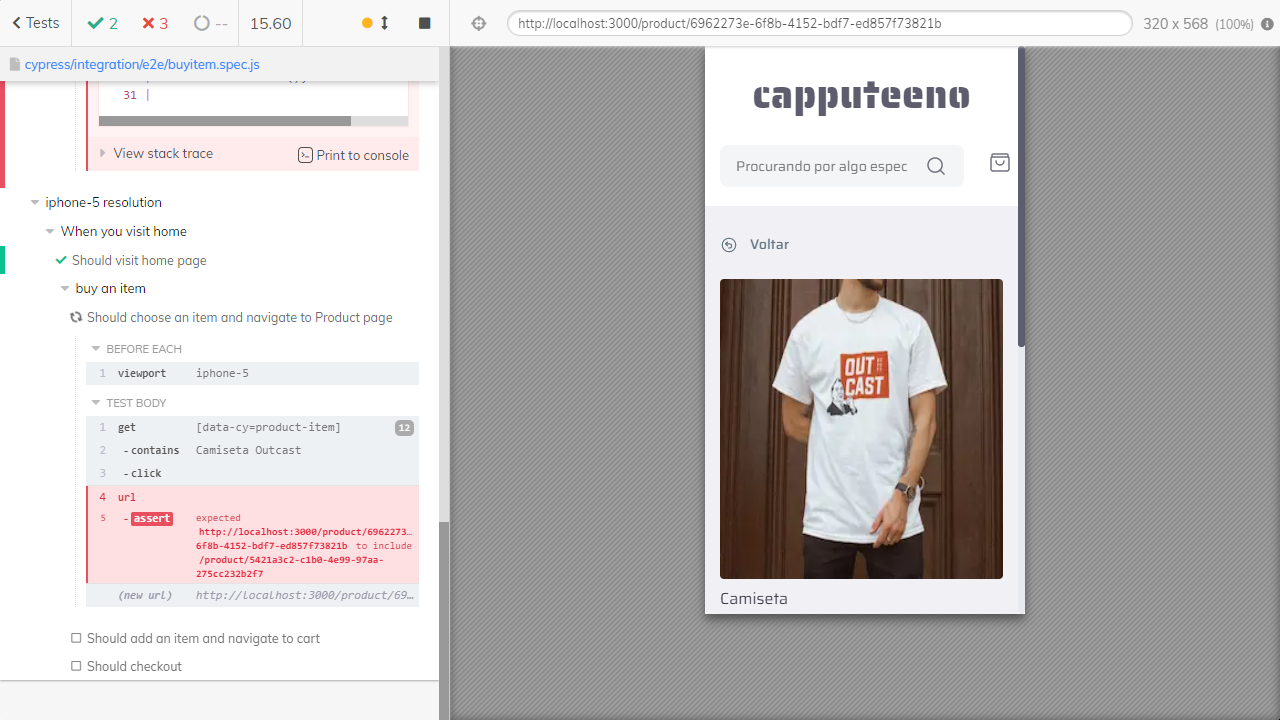 Tests
2
3
--
15.60
http://localhost:3000/product/6962273e-6f8b-4152-bdf7-ed857f73821b
320 x 568 (100%)
cypress/integration/e2e/buyitem.spec.js
31 |
View stack trace
Print to console
iphone-5 resolution
When you visit home
Should visit home page
buy an item
Should choose an item and navigate to Product page
BEFORE EACH
1 viewport iphone-5
TEST BODY
1 get [data-cy=product-item] 12
2 -contains Camiseta Outcast
3 -click
4 url
5 -assert expected
http://localhost:3000/product/6962273…
6f8b-4152-bdf7-ed857f73821b to include
/product/5421a3c2-c1b0-4e99-97aa-
275cc232b2f7
(new url) http://localhost:3000/product/69…
Should add an item and navigate to cart
Should checkout
capputeeno
Procurando por algo espec
Voltar
OUT
CAST
Camiseta